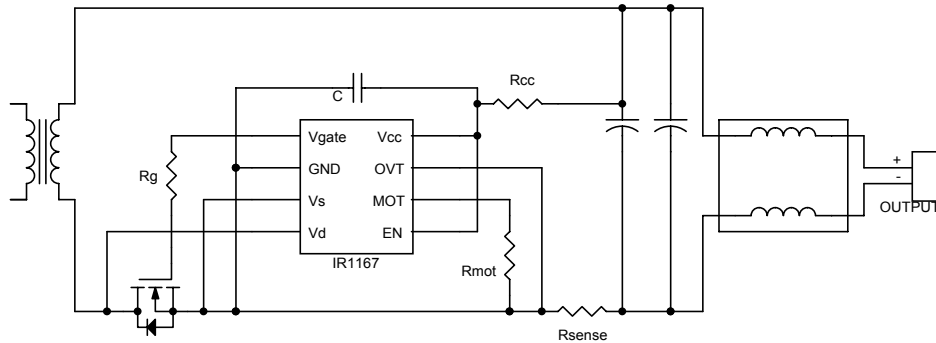 Rcc
C
Vgate
Vcc
GND
OVT
Vs
MOT
Vd
EN
IR1167
Rg
Rmot
Rsense
+
-
OUTPUT